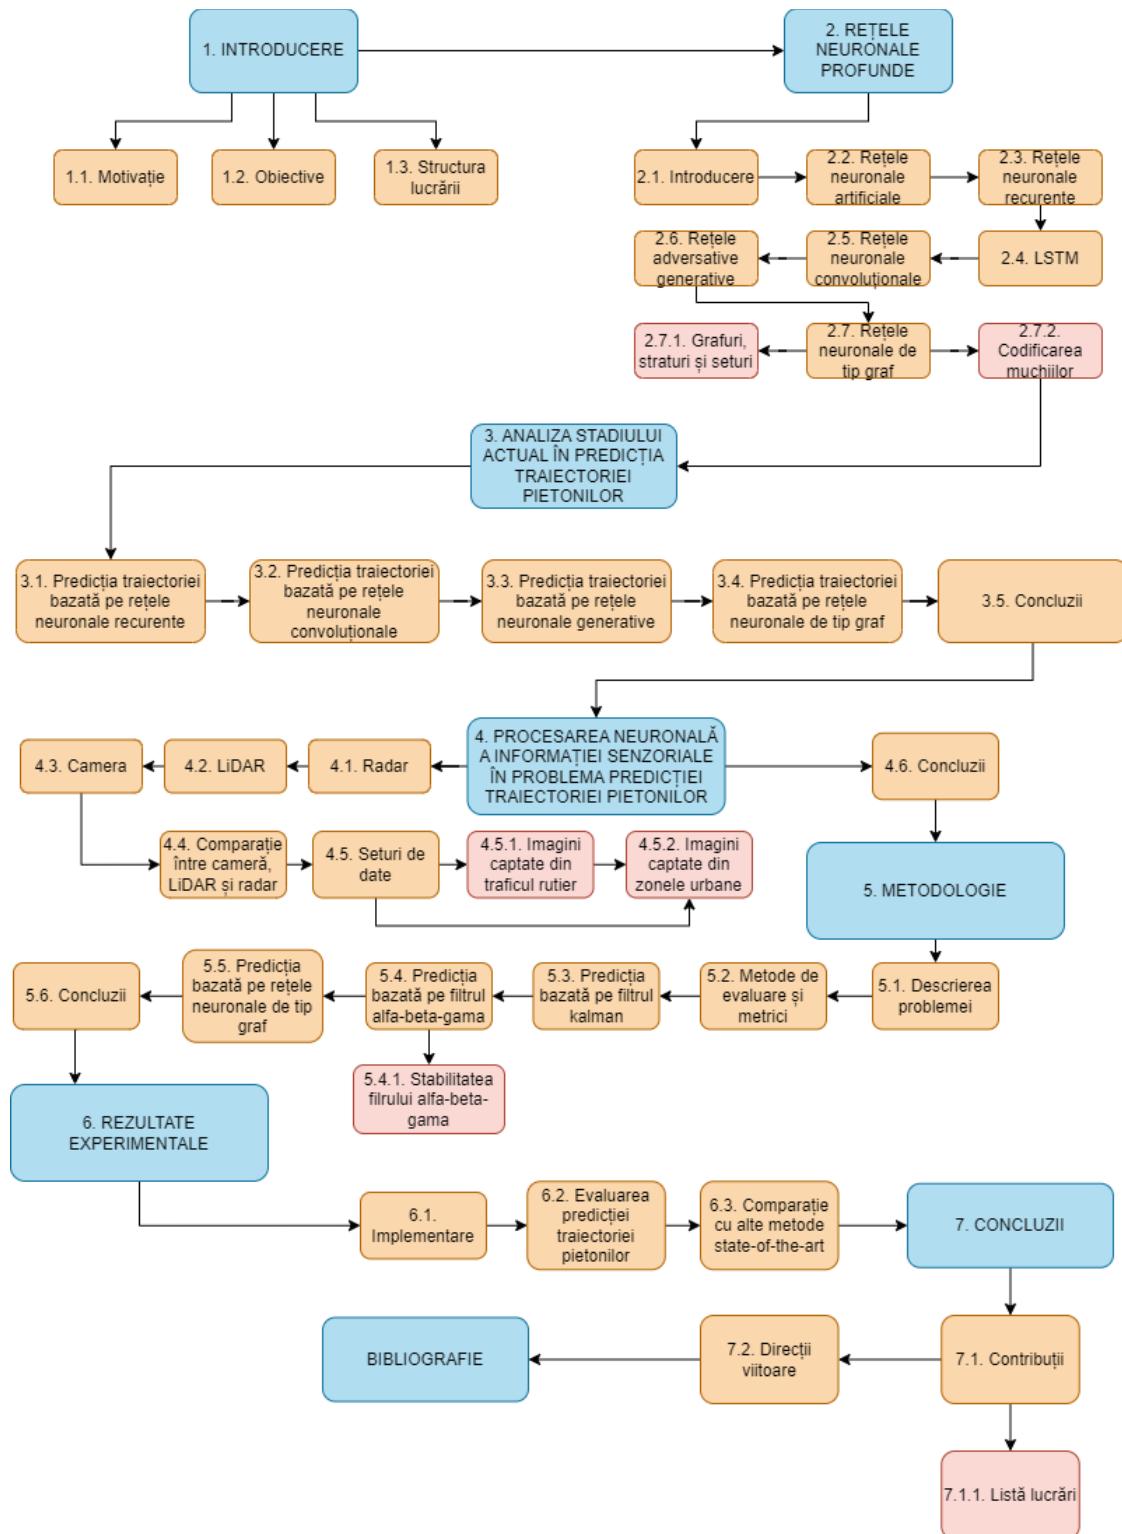 1. INTRODUCERE
2. REȚELE
NEURONALE
PROFUNDE
1.1. Motivație
1.2. Obiective
1.3. Structura
lucrării
2.1. Introducere
2.2. Rețele
neuronale
artificiale
2.3. Rețele
neuronale
recurente
2.6. Rețele
adversative
generative
2.5. Rețele
neuronale
convoluționale
2.4. LSTM
2.7.1. Grafuri,
straturi și seturi
2.7. Rețele
neuronale de
tip graf
2.7.2.
Codificarea
muchiilor
3. ANALIZA STADIULUI
ACTUAL ÎN PREDICȚIA
TRAIECTORIEI
PIETONILOR
3.1. Predicția traiectoriei
bazată pe rețele
neuronale recurente
3.2. Predicția traiectoriei
bazată pe rețele
neuronale
convoluționale
3.3. Predicția traiectoriei
bazată pe rețele
neuronale generative
3.4. Predicția traiectoriei
bazată pe rețele
neuronale de tip graf
3.5. Concluzii
4.3. Camera
4.2. LiDAR
4.1. Radar
4. PROCESAREA NEURONALĂ
A INFORMAȚIEI SENZORIALE
ÎN PROBLEMA PREDICȚIEI
TRAIECTORIEI PIETONILOR
4.6. Concluzii
4.4. Comparație
între cameră,
LiDAR și radar
4.5. Seturi de
date
4.5.1. Imagini
captate din
traficul rutier
4.5.2. Imagini
captate din
zonele urbane
5. METODOLOGIE
5.6. Concluzii
5.5. Predicția
bazată pe rețele
neuronale de tip
graf
5.4. Predicția
bazată pe filtrul
alfa-beta-gama
5.3. Predicția
bazată pe filtrul
kalman
5.2. Metode de
evaluare și
metrici
5.1. Descrierea
problemei
5.4.1. Stabilitatea
filrului alfa-beta-
gama
6. REZULTATE
EXPERIMENTALE
6.1.
Implementare
6.2. Evaluarea
predicției
traiectoriei
pietonilor
6.3. Comparație
cu alte metode
state-of-the-art
7. CONCLUZII
BIBLIOGRAFIE
7.2. Direcții
viitoare
7.1. Contribuții
7.1.1. Listă lucrări